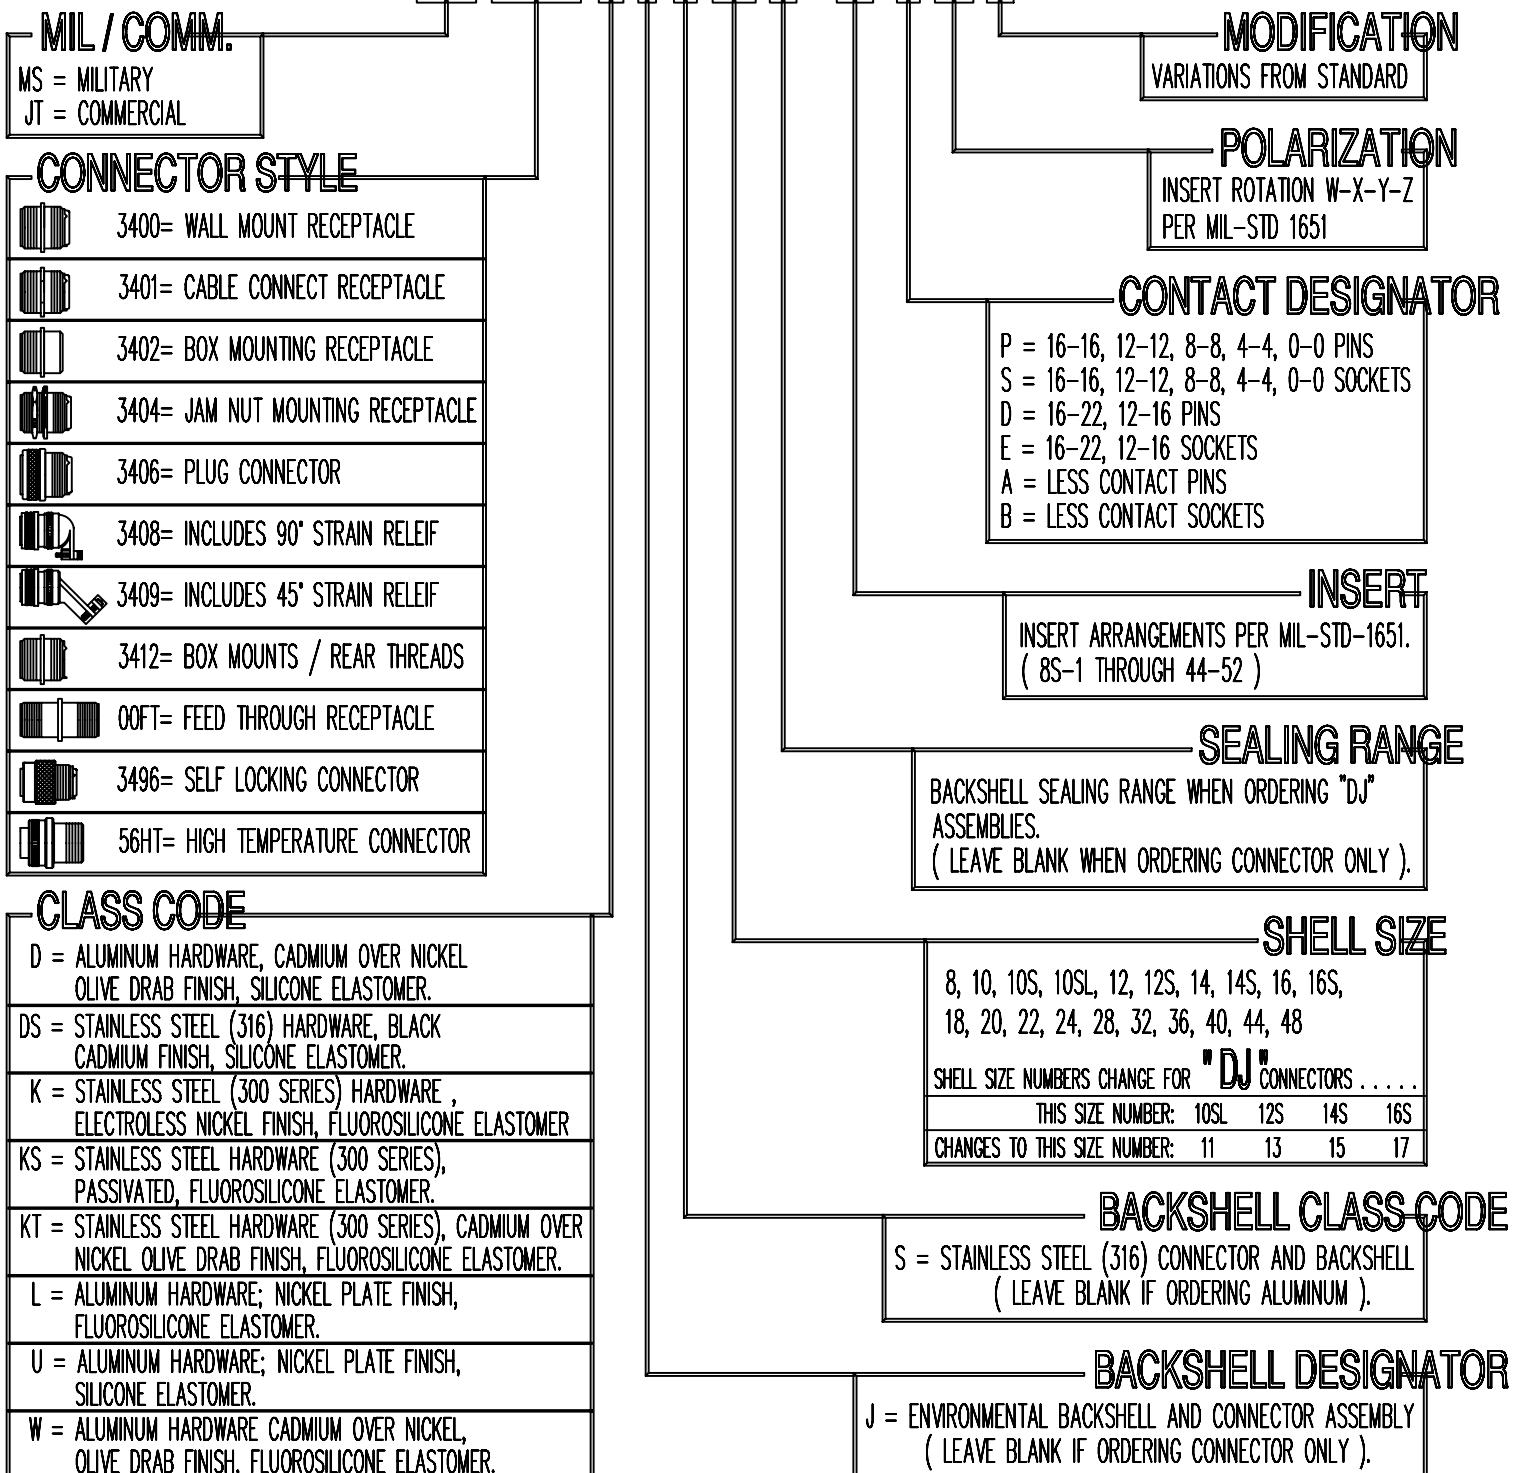 MIL / COMM.
MS = MILITARY
JT = COMMERCIAL
CONNECTOR STYLE
3400= WALL MOUNT RECEPTACLE
3401= CABLE CONNECT RECEPTACLE
3402= BOX MOUNTING RECEPTACLE
3404= JAM NUT MOUNTING RECEPTACLE
3406= PLUG CONNECTOR
3408= INCLUDES 90° STRAIN RELEIF
3409= INCLUDES 45° STRAIN RELEIF
3412= BOX MOUNTS / REAR THREADS
00FT= FEED THROUGH RECEPTACLE
3496= SELF LOCKING CONNECTOR
56HT= HIGH TEMPERATURE CONNECTOR
CLASS CODE
D = ALUMINUM HARDWARE, CADMIUM OVER NICKEL
OLIVE DRAB FINISH, SILICONE ELASTOMER.
DS = STAINLESS STEEL (316) HARDWARE, BLACK
CADMIUM FINISH, SILICONE ELASTOMER.
K = STAINLESS STEEL (300 SERIES) HARDWARE ,
ELECTROLESS NICKEL FINISH, FLUOROSILICONE ELASTOMER
KS = STAINLESS STEEL HARDWARE (300 SERIES),
PASSIVATED, FLUOROSILICONE ELASTOMER.
KT = STAINLESS STEEL HARDWARE (300 SERIES), CADMIUM OVER
NICKEL OLIVE DRAB FINISH, FLUOROSILICONE ELASTOMER.
L = ALUMINUM HARDWARE; NICKEL PLATE FINISH,
FLUOROSILICONE ELASTOMER.
U = ALUMINUM HARDWARE; NICKEL PLATE FINISH,
SILICONE ELASTOMER.
W = ALUMINUM HARDWARE CADMIUM OVER NICKEL,
OLIVE DRAB FINISH, FLUOROSILICONE ELASTOMER.
MODIFICATION
VARIATIONS FROM STANDARD
POLARIZATION
INSERT ROTATION W-X-Y-Z
PER MIL-STD 1651
CONTACT DESIGNATOR
P = 16-16, 12-12, 8-8, 4-4, 0-0 PINS
S = 16-16, 12-12, 8-8, 4-4, 0-0 SOCKETS
D = 16-22, 12-16 PINS
E = 16-22, 12-16 SOCKETS
A = LESS CONTACT PINS
B = LESS CONTACT SOCKETS
INSERT
INSERT ARRANGEMENTS PER MIL-STD-1651.
( 8S-1 THROUGH 44-52 )
SEALING RANGE
BACKSHELL SEALING RANGE WHEN ORDERING "DJ"
ASSEMBLIES.
( LEAVE BLANK WHEN ORDERING CONNECTOR ONLY ).
SHELL SIZE
8, 10, 10S, 10SL, 12, 12S, 14, 14S, 16, 16S,
18, 20, 22, 24, 28, 32, 36, 40, 44, 48
SHELL SIZE NUMBERS CHANGE FOR "DJ" CONNECTORS . . . . .
THIS SIZE NUMBER: 10SL 12S 14S 16S
CHANGES TO THIS SIZE NUMBER: 11 13 15 17
BACKSHELL CLASS CODE
S = STAINLESS STEEL (316) CONNECTOR AND BACKSHELL
( LEAVE BLANK IF ORDERING ALUMINUM ).
BACKSHELL DESIGNATOR
J = ENVIRONMENTAL BACKSHELL AND CONNECTOR ASSEMBLY
( LEAVE BLANK IF ORDERING CONNECTOR ONLY ).